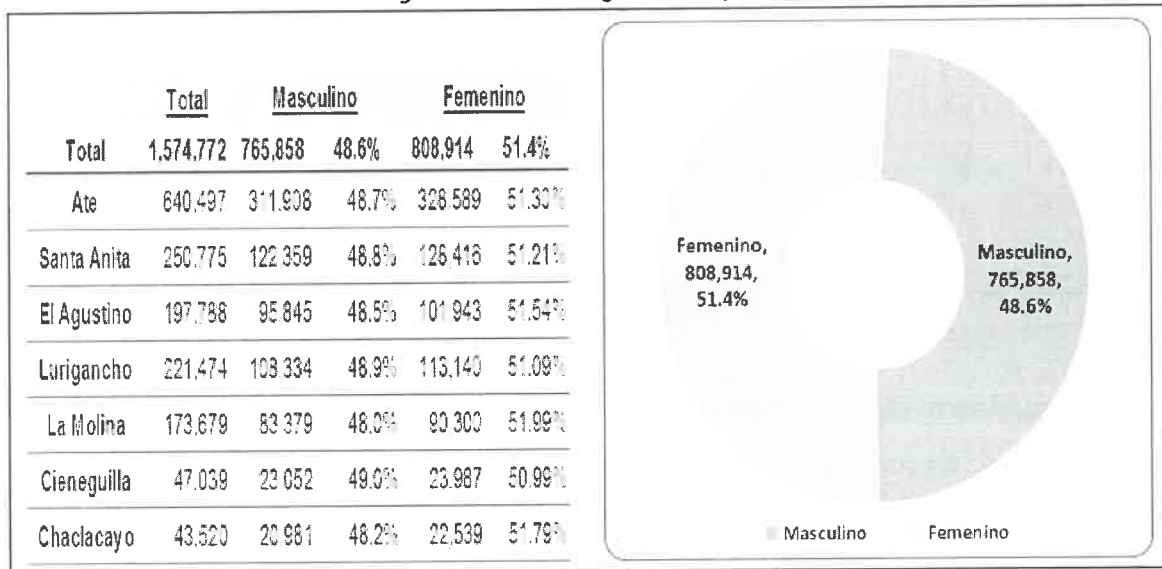 Total Masculino Femenino
Total 1,574,772 765,858 48.6% 808,914 51.4%
Ate 640,497 311,908 48.7% 328,589 51.30%
Santa Anita 250,775 122,359 48.8% 128,416 51.21%
El Agustino 197,788 95,845 48.5% 101,943 51.54%
Lurigancho 221,474 108,334 48.9% 113,140 51.09%
La Molina 173,679 83,379 48.0% 90,300 51.99%
Cieneguilla 47,039 23,052 49.0% 23,987 50.99%
Chaclacayo 43,520 20,981 48.2% 22,539 51.79%
Femenino,
808,914,
51.4%
Masculino,
765,858,
48.6%
Masculino Femenino